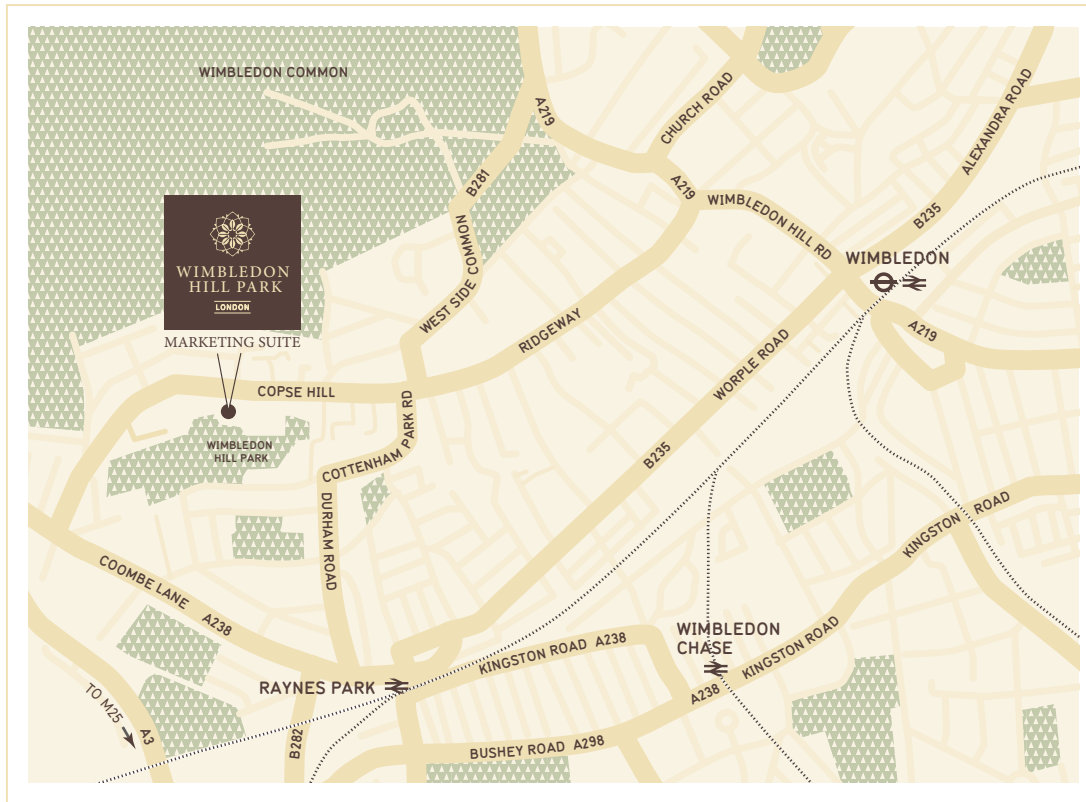 WIMBLEDON COMMON
A219
CHURCH ROAD
ALEXANDRA ROAD
B281
A219
WIMBLEDON HILL RD
B235
WEST SIDE COMMON
WIMBLEDON
HILL PARK
LONDON
MARKETING SUITE
WIMBLEDON
A219
RIDGEWAY
WORPLE ROAD
COPSE HILL
COTTENHAM PARK RD
WIMBLEDON
HILL PARK
B235
DURHAM ROAD
KINGSTON ROAD
COOMBE LANE A238
WIMBLEDON
CHASE
KINGSTON ROAD A238
KINGSTON ROAD
RAYNES PARK
A238
TO M25
A3
B282
BUSHEY ROAD A298